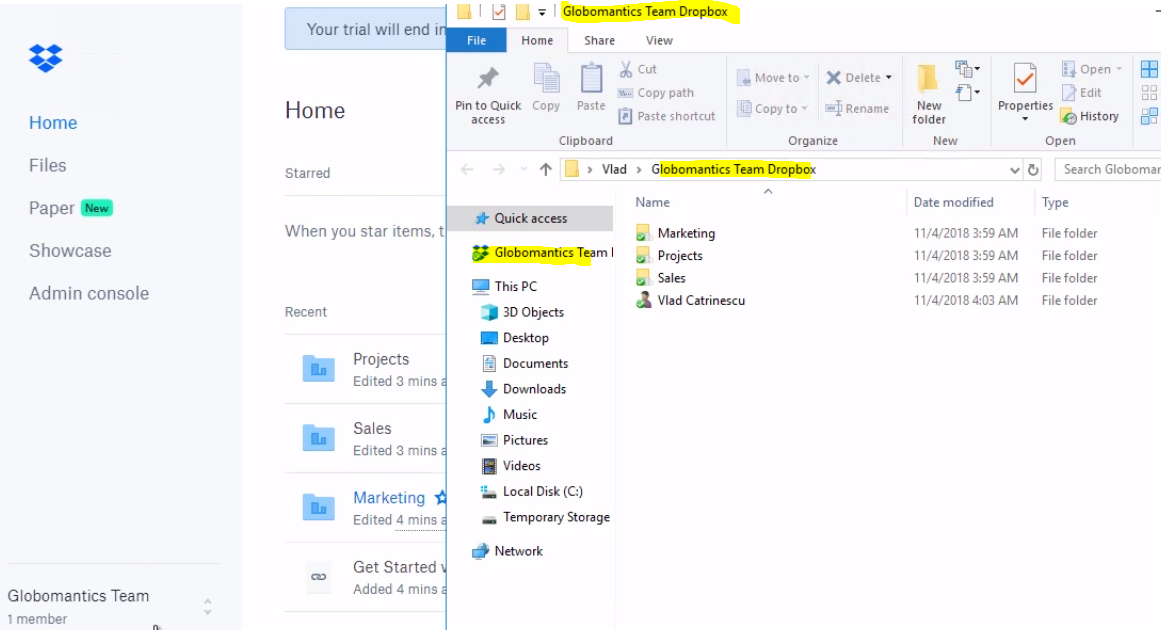 Home
Files
Paper New
Showcase
Admin console
Globomantics Team
1 member
Your trial will end in
Home
Starred
When you star items, t
Recent
Projects
Edited 3 mins a
Sales
Edited 3 mins a
Marketing
Edited 4 mins a
Get Started w
Added 4 mins a
Globomantics Team Dropbox
File Home Share View
Pin to Quick access
Copy
Paste
Cut
Copy path
Paste shortcut
Clipboard
Move to
Copy to
Delete
Rename
Organize
New folder
New
Properties
Open
Edit
History
Open
Vlad > Globomantics Team Dropbox
Search Globoman
Quick access
Globomantics Team
This PC
3D Objects
Desktop
Documents
Downloads
Music
Pictures
Videos
Local Disk (C:)
Temporary Storage
Network
Name Date modified Type
Marketing 11/4/2018 3:59 AM File folder
Projects 11/4/2018 3:59 AM File folder
Sales 11/4/2018 3:59 AM File folder
Vlad Catrinescu 11/4/2018 4:03 AM File folder